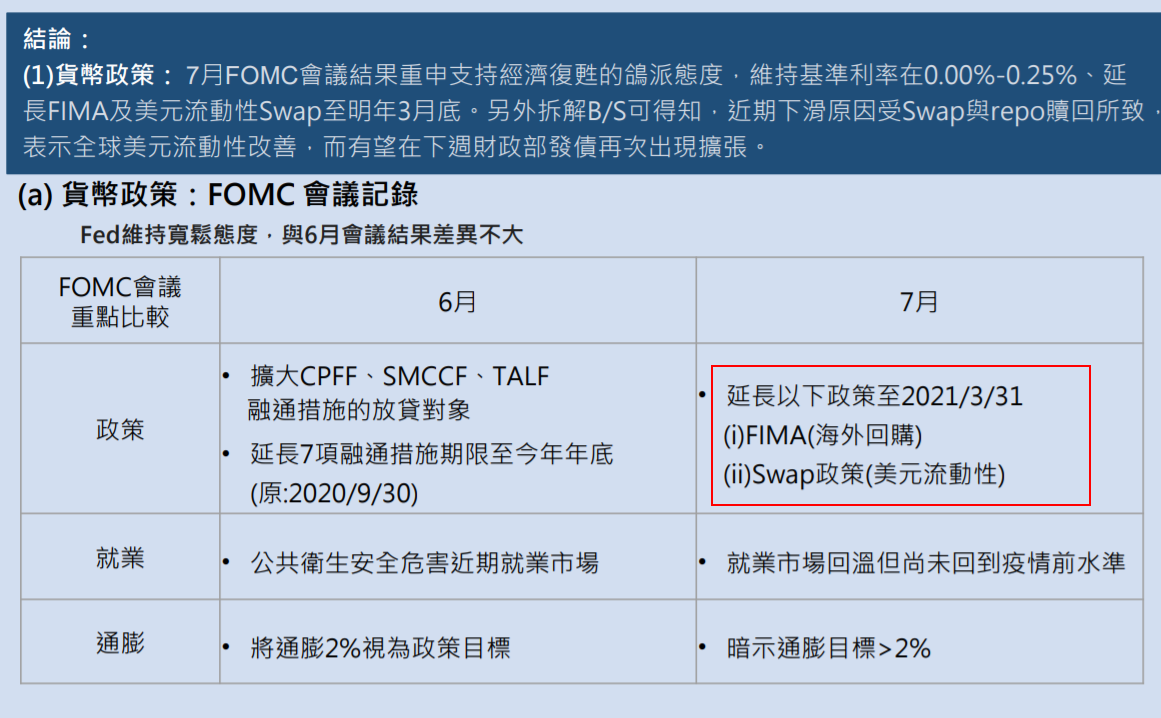 結論：
(1)貨幣政策： 7月FOMC會議結果重申支持經濟復甦的鴿派態度，維持基準利率在0.00%-0.25%、延
長FIMA及美元流動性Swap至明年3月底。另外拆解B/S可得知，近期下滑原因受Swap與repo贖回所致，
表示全球美元流動性改善，而有望在下週財政部發債再次出現擴張。
(a) 貨幣政策：FOMC 會議記錄
Fed維持寬鬆態度，與6月會議結果差異不大
FOMC會議
重點比較
6月
7月
政策
• 擴大CPFF、SMCCF、TALF
融通措施的放貸對象
• 延長7項融通措施期限至今年年底
(原:2020/9/30)
• 延長以下政策至2021/3/31
(i)FIMA(海外回購)
(ii)Swap政策(美元流動性)
就業
• 公共衛生安全危害近期就業市場
• 就業市場回溫但尚未回到疫情前水準
通膨
• 將通膨2%視為政策目標
• 暗示通膨目標>2%